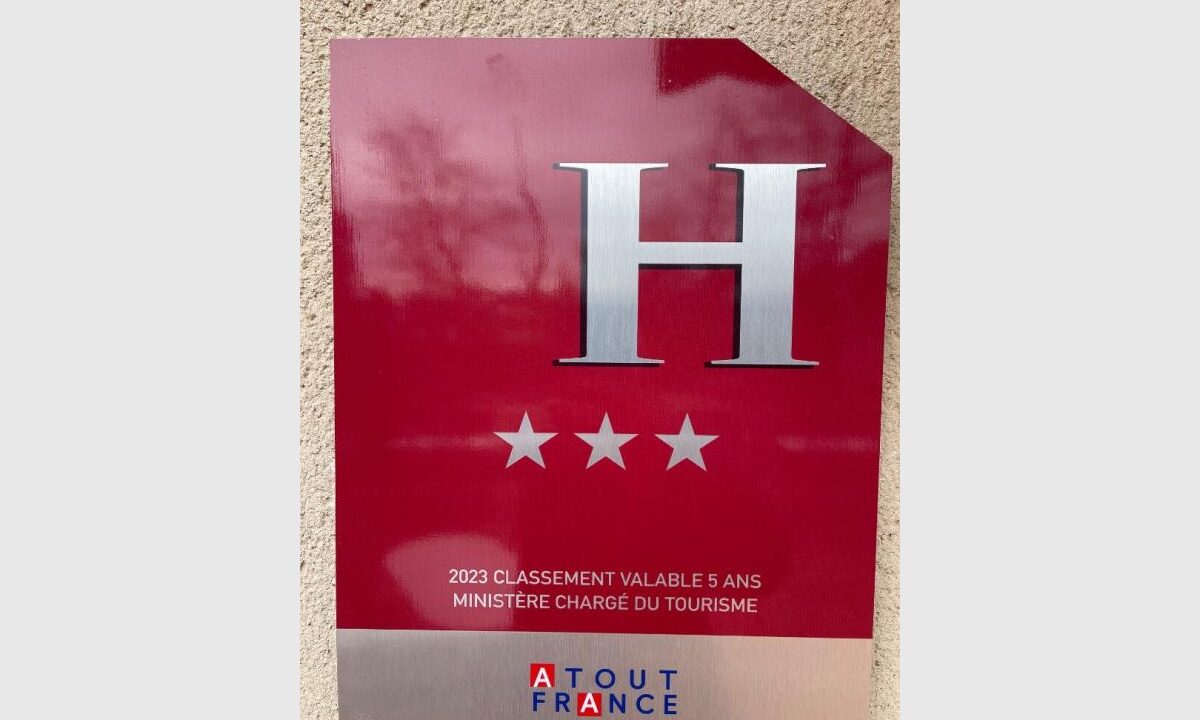 H
2023 CLASSEMENT VALABLE 5 ANS
MINISTÈRE CHARGÉ DU TOURISME
ATOUT
FRANCE